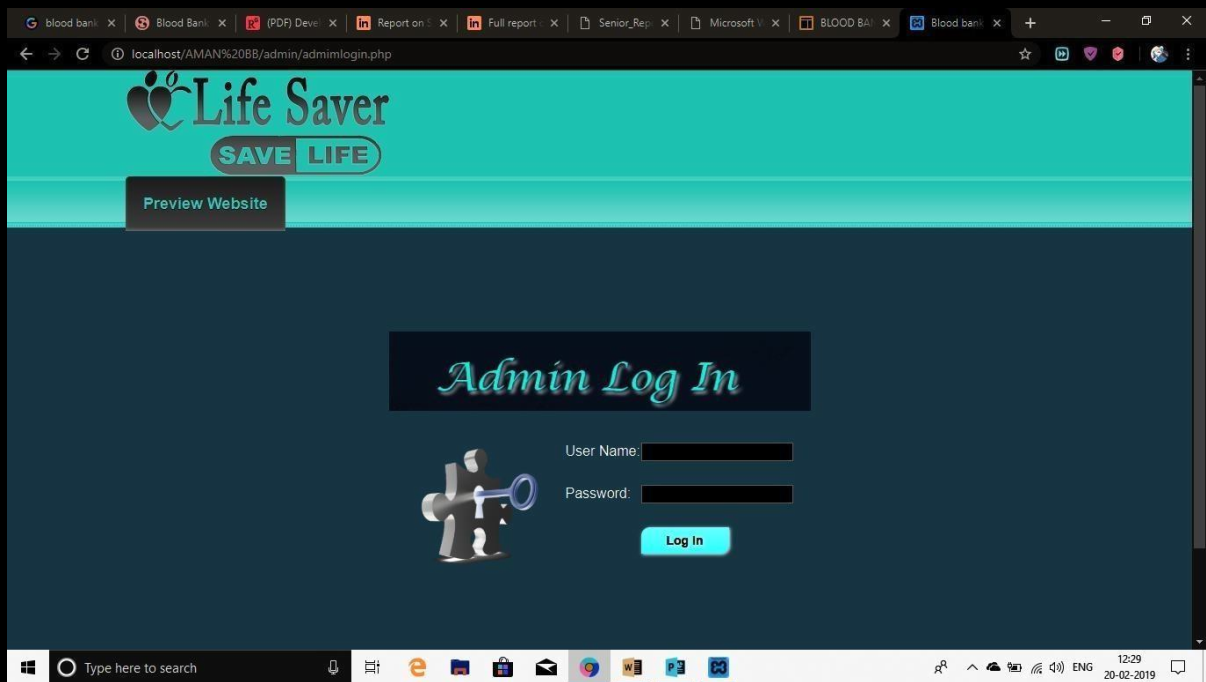 blood bank
Blood Bank
(PDF) Deve
Report on S
Full report o
Senior_Rep
Microsoft W
BLOOD BAN
Blood bank
localhost/AMAN%20BB/admin/admimlogin.php
Life Saver
SAVE LIFE
Preview Website
Admin Log In
User Name:
Password:
Log In
Type here to search
ENG
12:29
20-02-2019